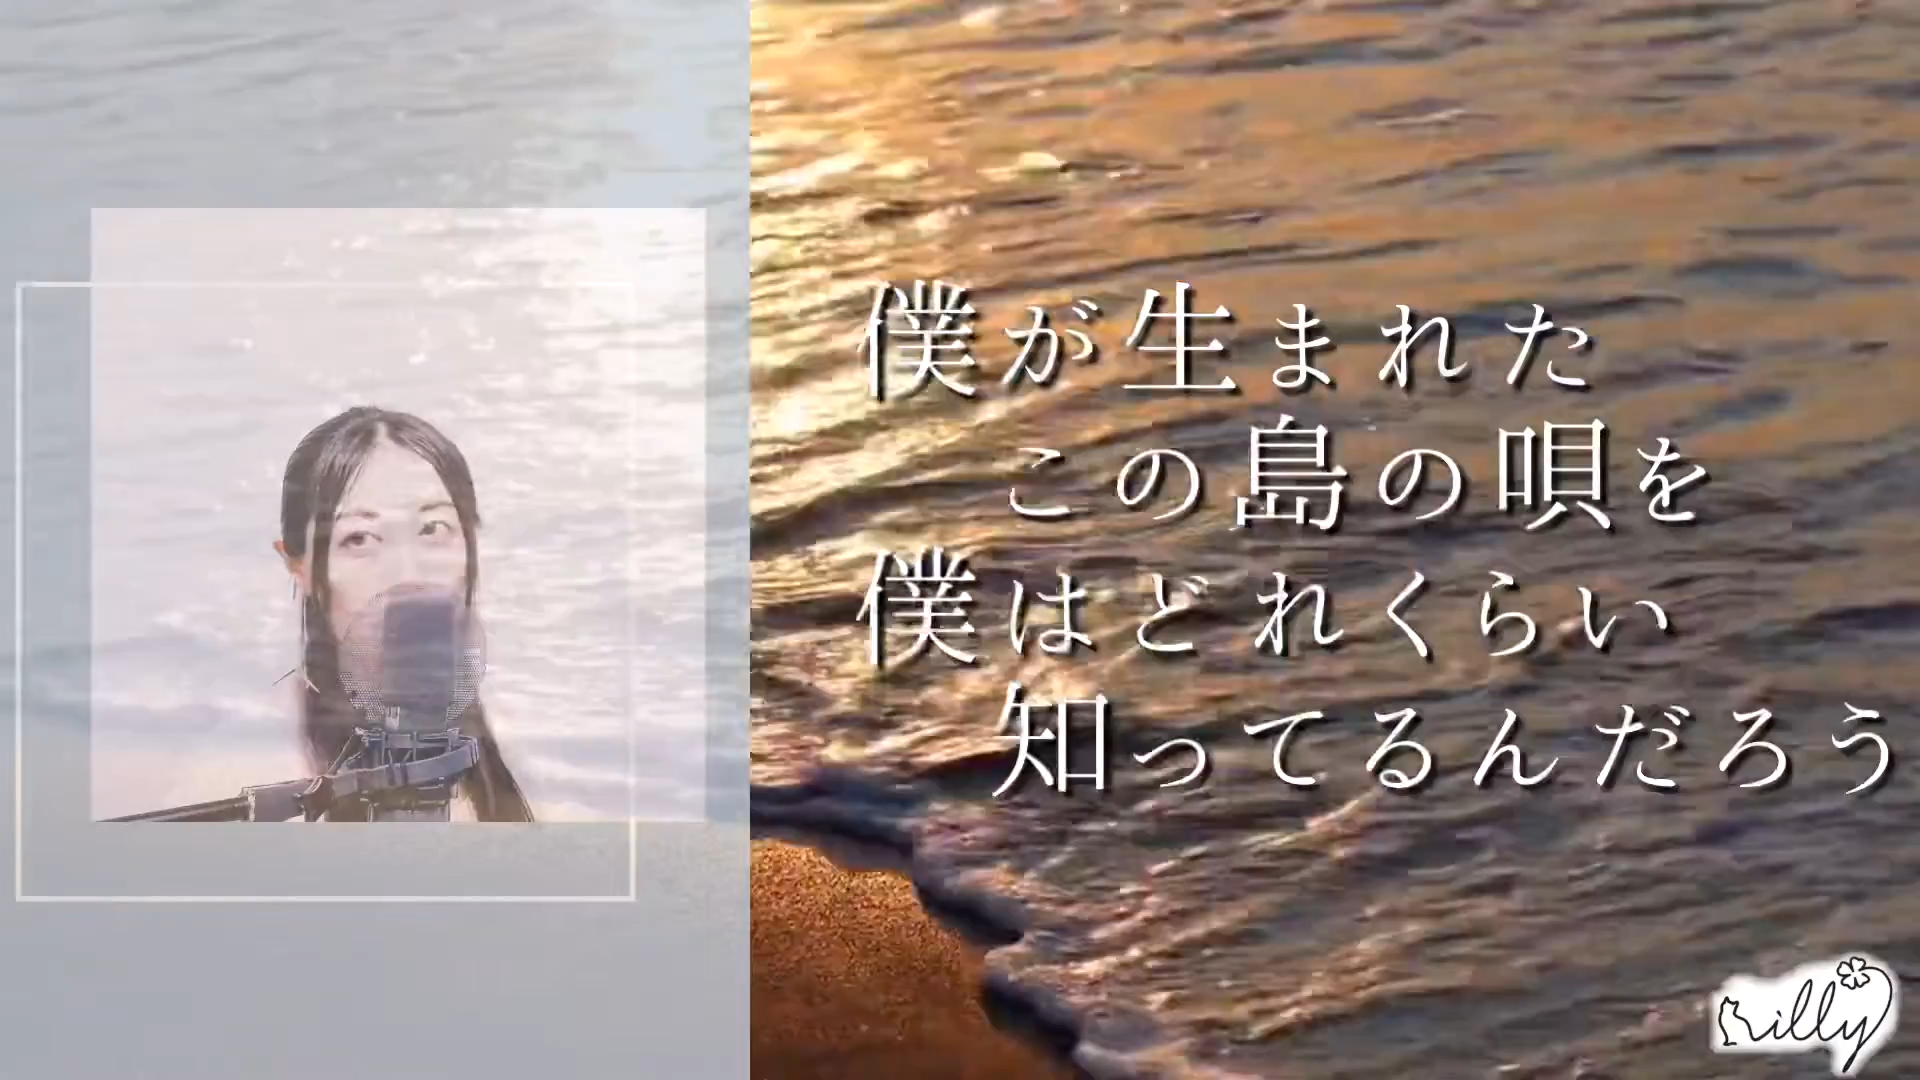 僕が生まれた
この島の唄を
僕はどれくらい
知ってるんだろう
Rilly